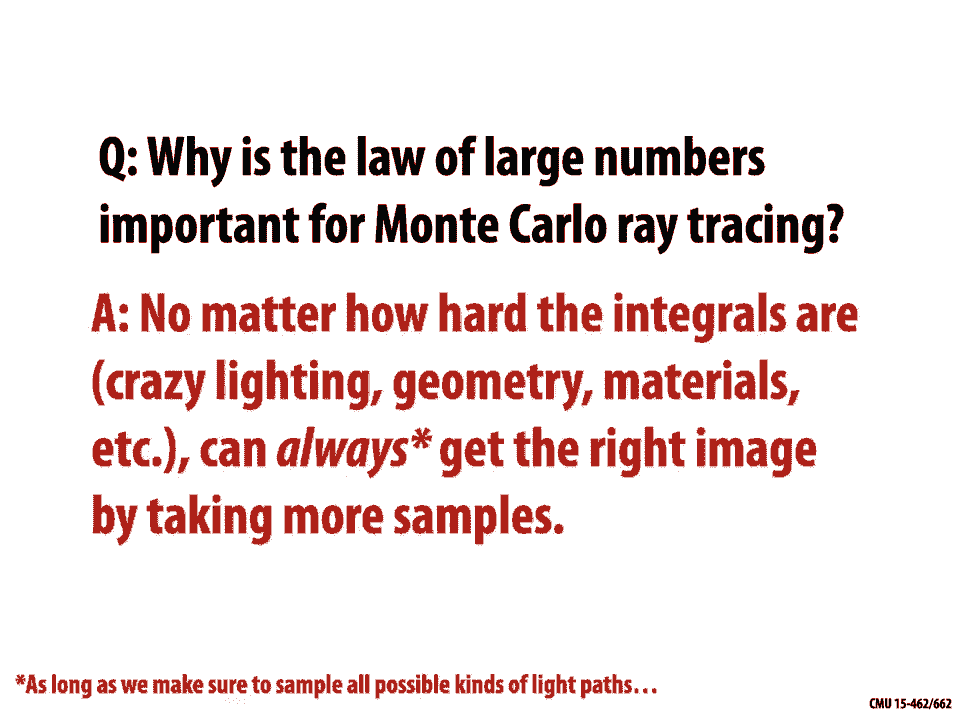 Q: Why is the law of large numbers
important for Monte Carlo ray tracing?
A: No matter how hard the integrals are
(crazy lighting, geometry, materials,
etc.), can always* get the right image
by taking more samples.
*As long as we make sure to sample all possible kinds of light paths…
CMU 15-462/662